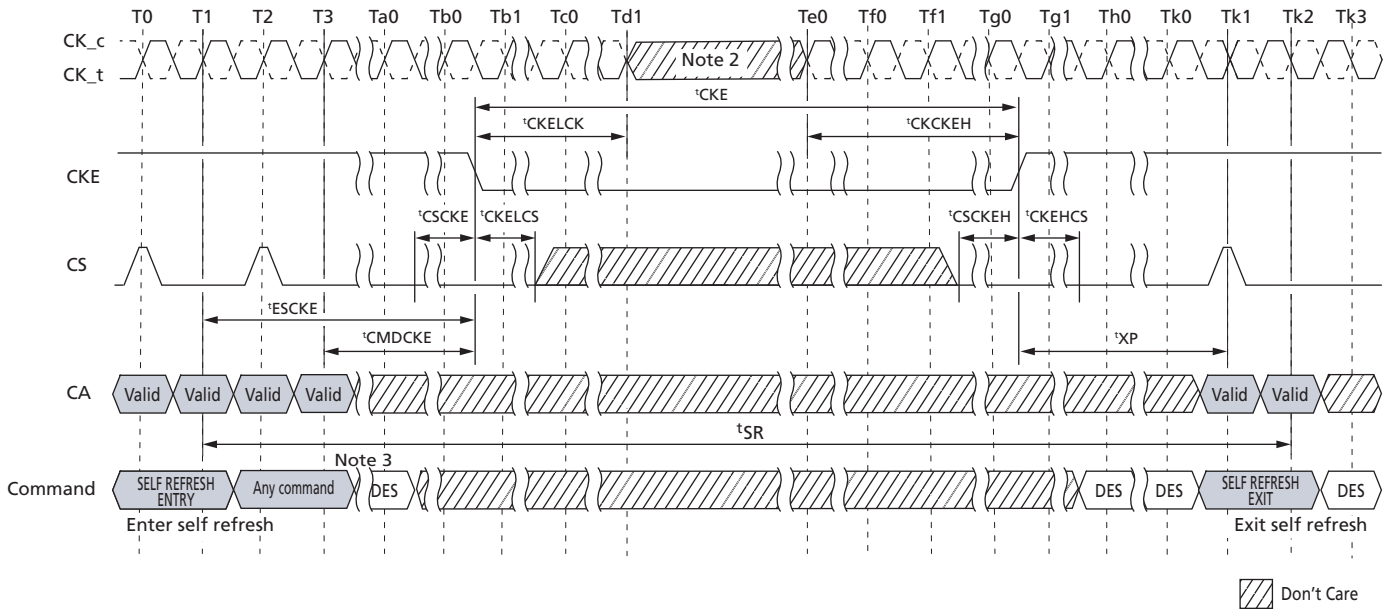 T0 T1 T2 T3 Ta0 Tb0 Tb1 Tc0 Td1 Te0 Tf0 Tf1 Tg0 Tg1 Th0 Tk0 Tk1 Tk2 Tk3
CK_c
CK_t
Note 2
tCKE
tCKELCK tCKCKEH
CKE
tCSCKE tCKELCS tCSCKEH tCKEHCS
CS
tESCKE
tCMDCKE tXP
CA Valid Valid Valid Valid Valid Valid
tSR
Note 3
Command SELF REFRESH ENTRY Any command DES DES DES SELF REFRESH EXIT DES
Enter self refresh Exit self refresh
Don't Care